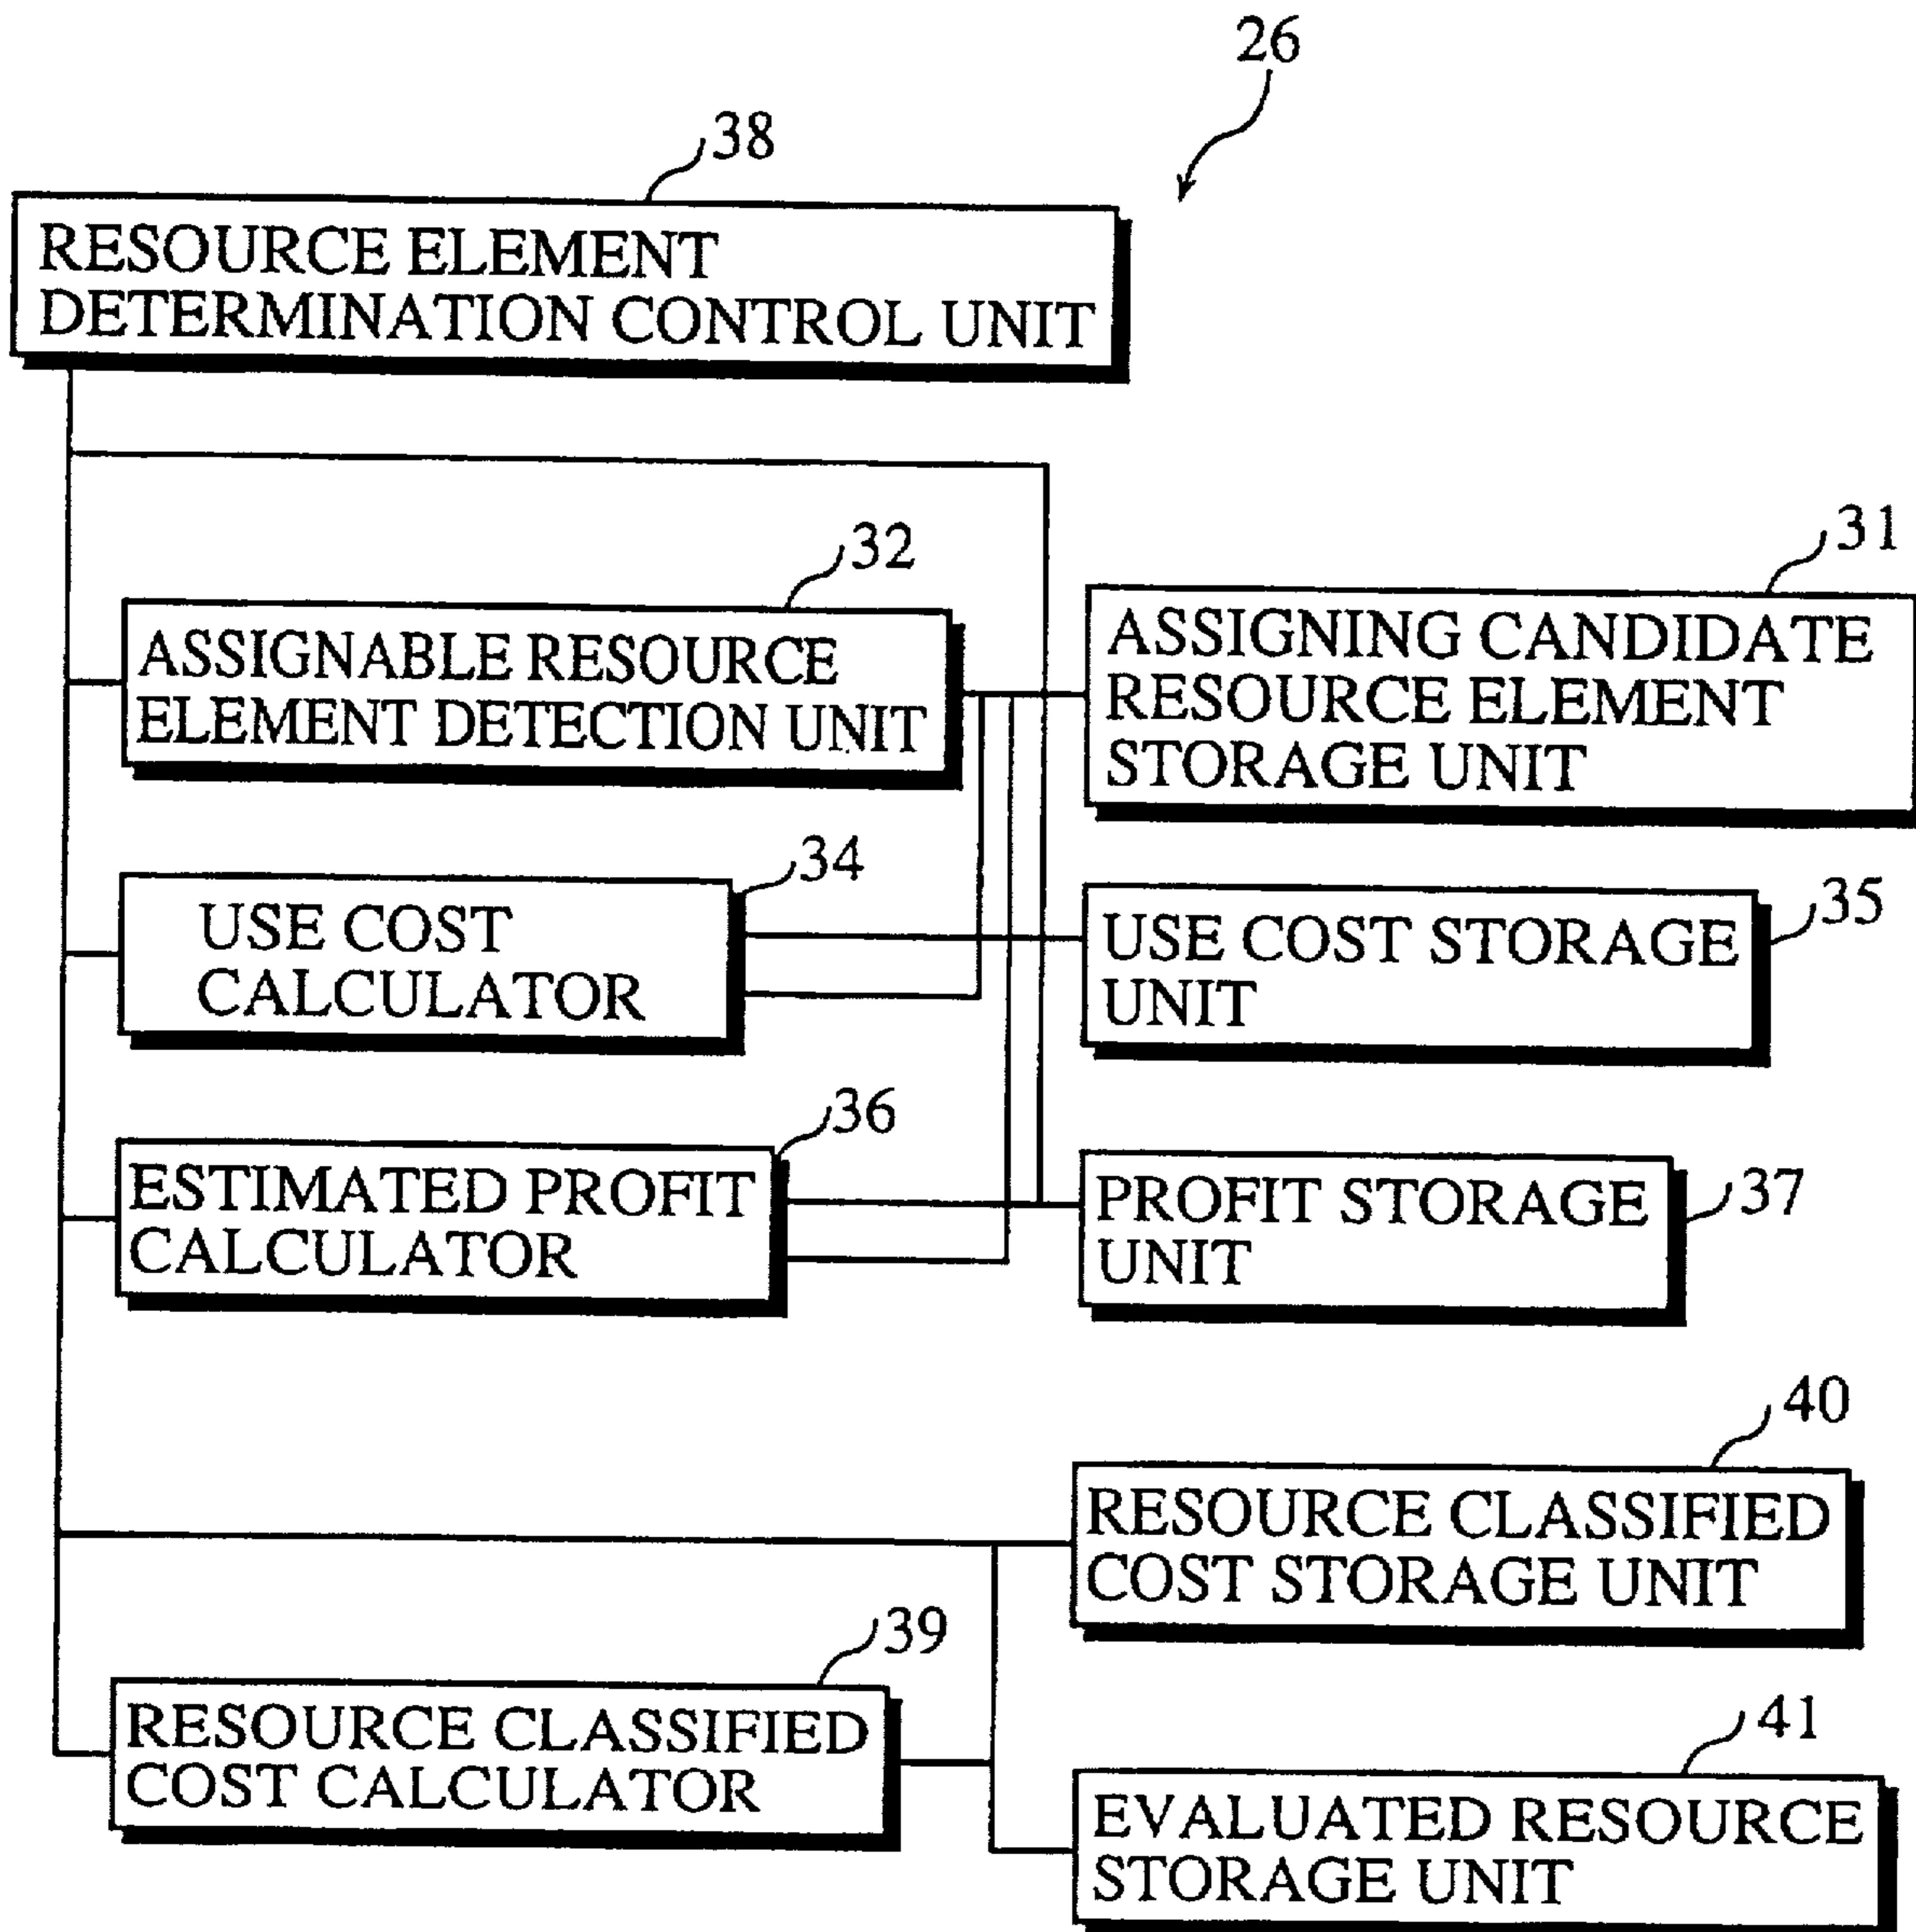 26
38
RESOURCE ELEMENT
DETERMINATION CONTROL UNIT
32
ASSIGNABLE RESOURCE
ELEMENT DETECTION UNIT
31
ASSIGNING CANDIDATE
RESOURCE ELEMENT
STORAGE UNIT
34
USE COST
CALCULATOR
35
USE COST STORAGE
UNIT
36
ESTIMATED PROFIT
CALCULATOR
37
PROFIT STORAGE
UNIT
40
RESOURCE CLASSIFIED
COST STORAGE UNIT
39
RESOURCE CLASSIFIED
COST CALCULATOR
41
EVALUATED RESOURCE
STORAGE UNIT